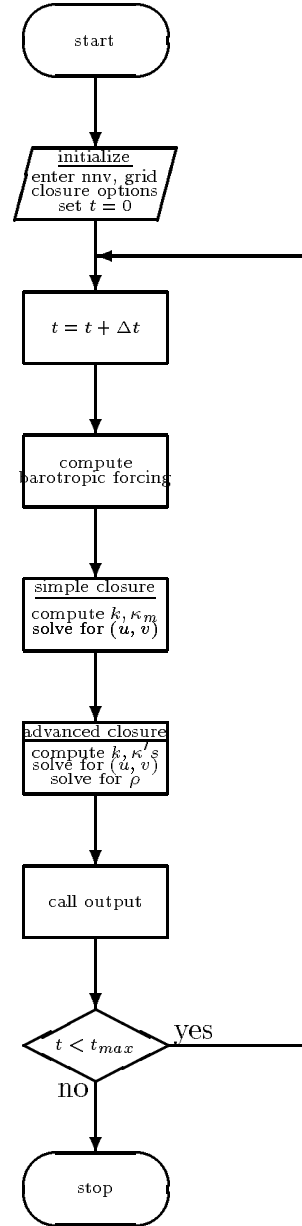 start
initialize
enter nnv, grid
closure options
set t = 0
t = t + Δt
compute
barotropic forcing
simple closure
compute k, κ_m
solve for (u, v)
advanced closure
compute k, κ's
solve for (u, v)
solve for ρ
call output
t < t_max
yes
no
stop